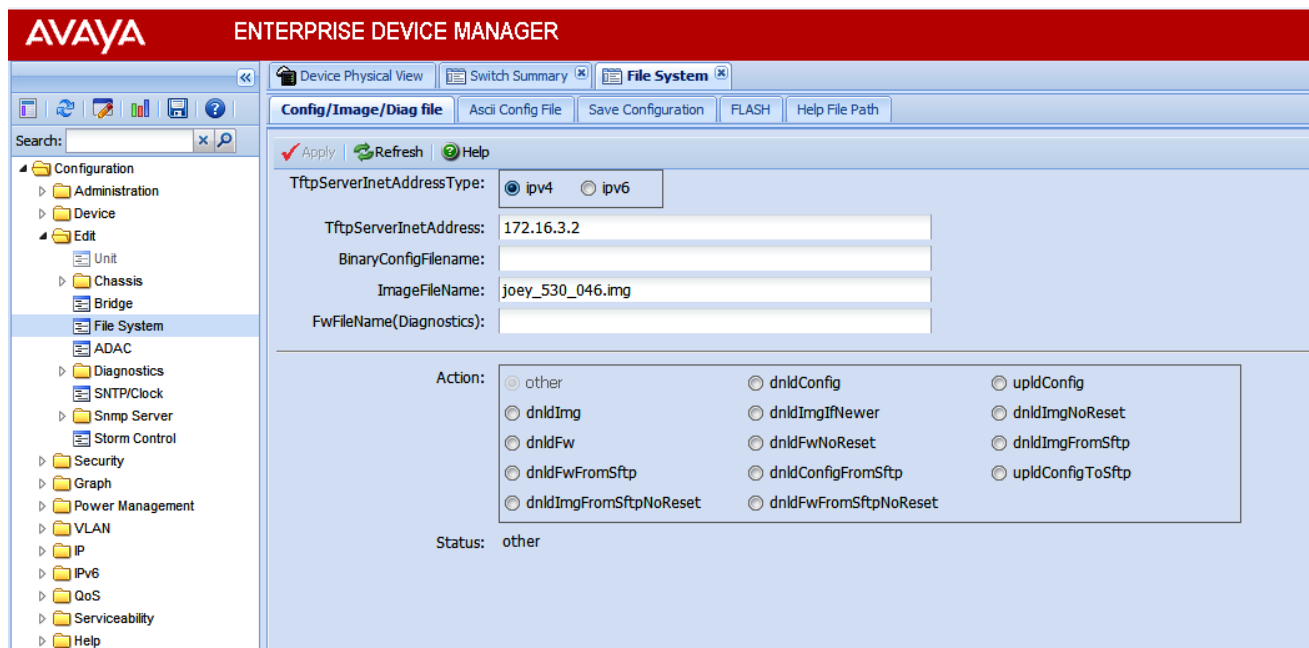 AVAYA ENTERPRISE DEVICE MANAGER
Device Physical View Switch Summary File System
Config/Image/Diag file Ascii Config File Save Configuration FLASH Help File Path
Search:
Apply Refresh Help
Configuration
Administration
Device
Edit
Unit
Chassis
Bridge
File System
ADAC
Diagnostics
SNTP/Clock
Snmp Server
Storm Control
Security
Graph
Power Management
VLAN
IP
IPv6
QoS
Serviceability
Help
TftpServerInetAddressType: ipv4 ipv6
TftpServerInetAddress: 172.16.3.2
BinaryConfigFilename:
ImageFileName: joey_530_046.img
FwFileName(Diagnostics):
Action: other dnldConfig upldConfig
dnldImg dnldImgIfNewer dnldImgNoReset
dnldFw dnldFwNoReset dnldImgFromSftp
dnldFwFromSftp dnldConfigFromSftp upldConfigToSftp
dnldImgFromSftpNoReset dnldFwFromSftpNoReset
Status: other